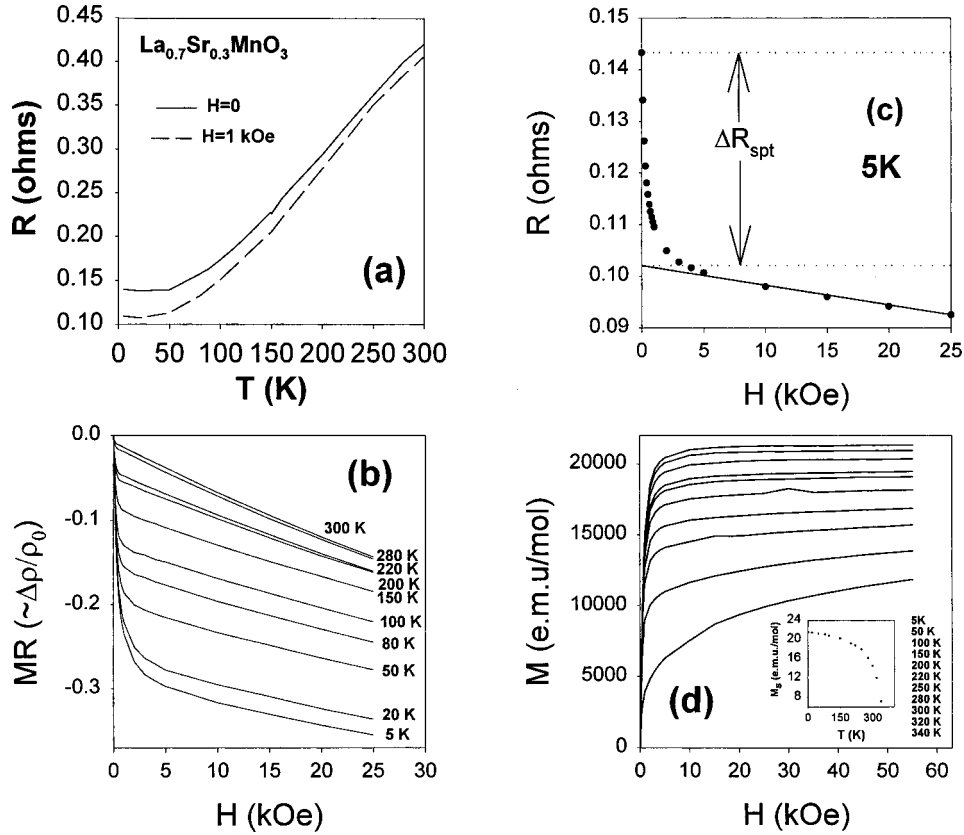 0.45
0.40
0.35
0.30
0.25
0.20
0.15
0.10
R (ohms)
La0.7Sr0.3MnO3
H=0
H=1 kOe
(a)
0 50 100 150 200 250 300
T (K)
0.15
0.14
0.13
0.12
0.11
0.10
0.09
R (ohms)
(c)
ΔRspt
5K
0 5 10 15 20 25
H (kOe)
0.0
-0.1
-0.2
-0.3
MR (~Δρ/ρ0)
(b)
300 K
280 K
220 K
200 K
150 K
100 K
80 K
50 K
20 K
5 K
0 5 10 15 20 25 30
H (kOe)
20000
15000
10000
5000
0
M (e.m.u/mol)
(d)
24
20
16
12
8
Ms (e.m.u/mol)
0 150 300
T (K)
5K
50 K
100 K
150 K
200 K
220 K
250 K
280 K
300 K
320 K
340 K
0 10 20 30 40 50 60
H (kOe)